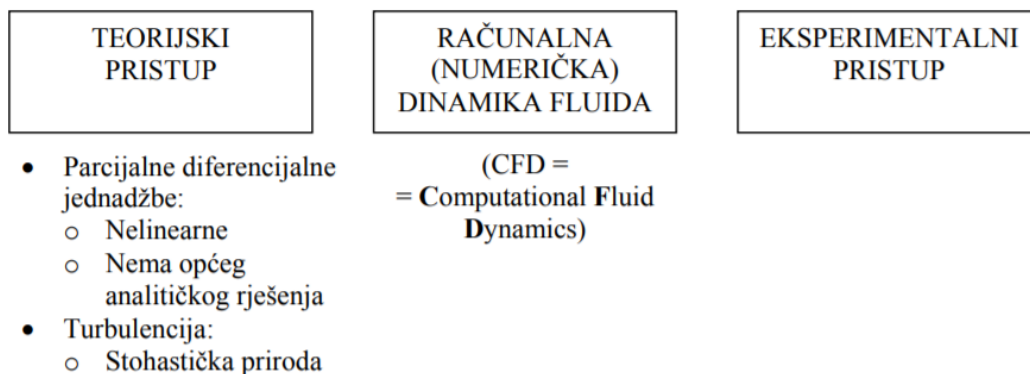 TEORIJSKI
PRISTUP
RAČUNALNA
(NUMERIČKA)
DINAMIKA FLUIDA
EKSPERIMENTALNI
PRISTUP
• Parcijalne diferencijalne
jednadžbe:
o Nelinearne
o Nema općeg
analitičkog rješenja
• Turbulencija:
o Stohastička priroda
(CFD =
= Computational Fluid
Dynamics)